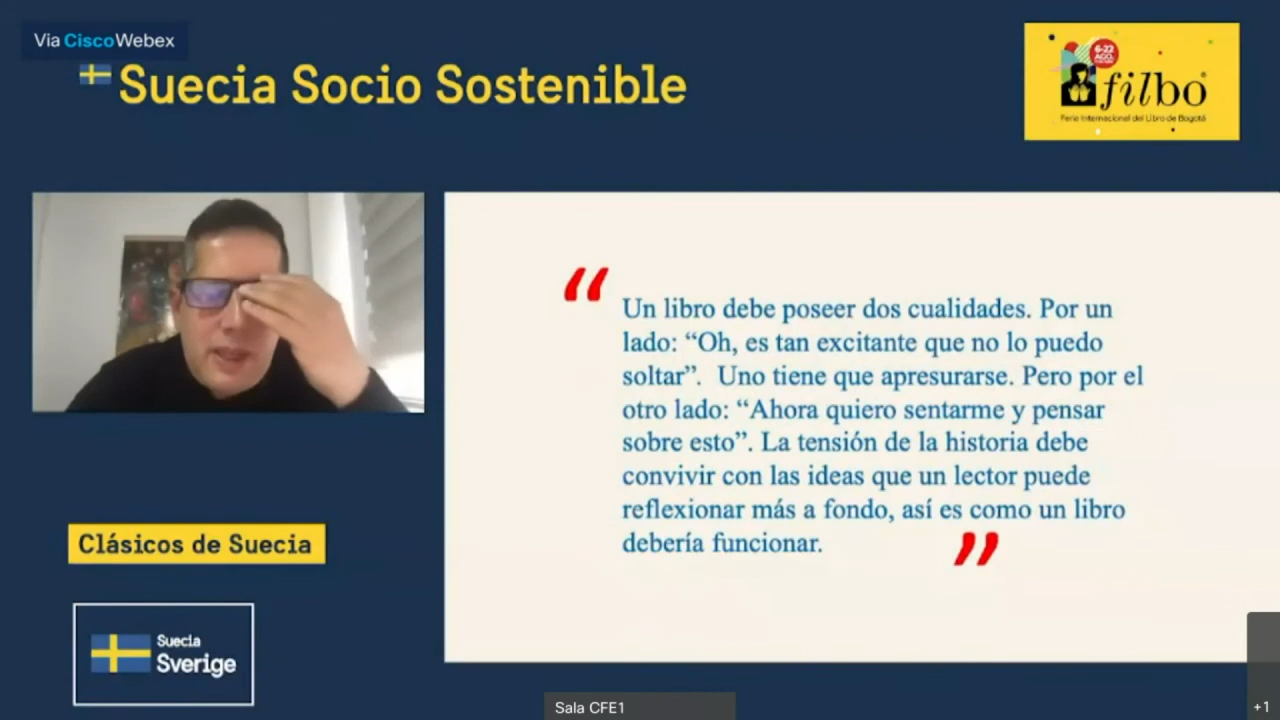 Via CiscoWebex
Suecia Socio Sostenible
6-22
AGO.
filbo
Feria Internacional del Libro de Bogotá
“
Un libro debe poseer dos cualidades. Por un
lado: “Oh, es tan excitante que no lo puedo
soltar”.  Uno tiene que apresurarse. Pero por el
otro lado: “Ahora quiero sentarme y pensar
sobre esto”. La tensión de la historia debe
convivir con las ideas que un lector puede
reflexionar más a fondo, así es como un libro
debería funcionar.
”
Clásicos de Suecia
Suecia
Sverige
Sala CFE1
+1